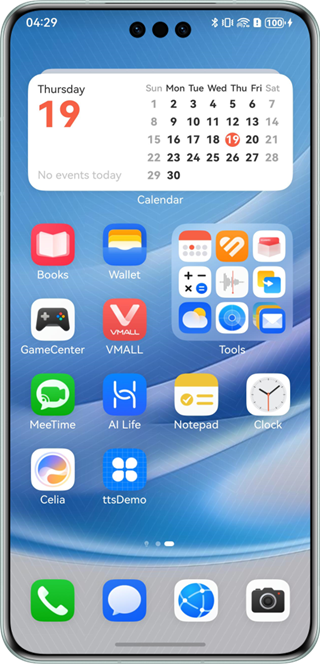 04:29
100
Thursday
19
No events today
Sun Mon Tue Wed Thu Fri Sat
1 2 3 4 5 6 7
8 9 10 11 12 13 14
15 16 17 18 19 20 21
22 23 24 25 26 27 28
29 30
Calendar
Books
Wallet
Tools
GameCenter
VMALL
VMALL
MeeTime
AI Life
Notepad
Clock
Celia
ttsDemo